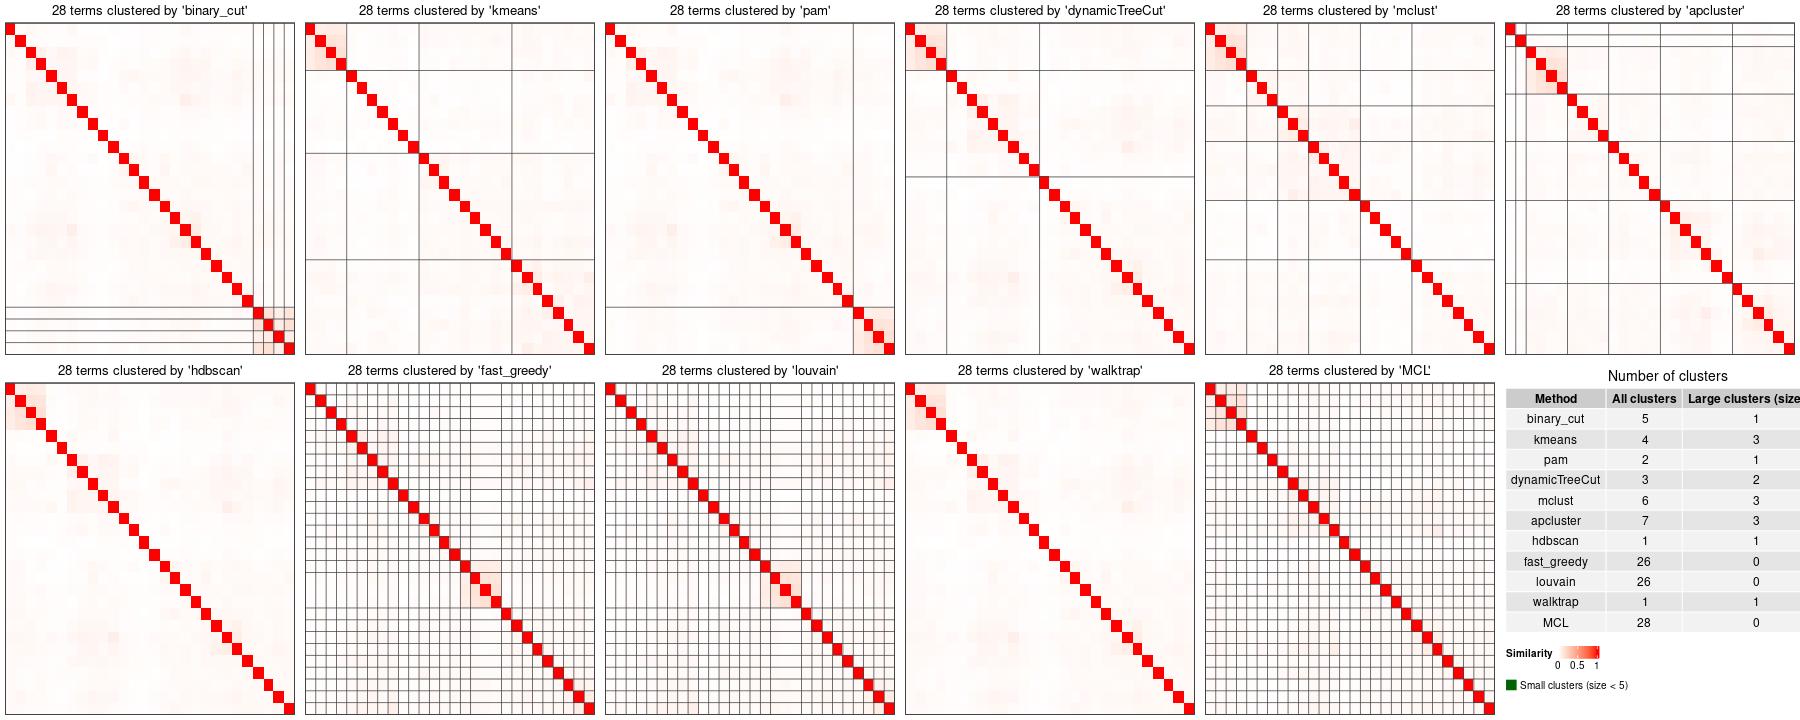 28 terms clustered by 'binary_cut'
28 terms clustered by 'kmeans'
28 terms clustered by 'pam'
28 terms clustered by 'dynamicTreeCut'
28 terms clustered by 'mclust'
28 terms clustered by 'apcluster'
28 terms clustered by 'hdbscan'
28 terms clustered by 'fast_greedy'
28 terms clustered by 'louvain'
28 terms clustered by 'walktrap'
28 terms clustered by 'MCL'
Number of clusters
Method All clusters Large clusters (size
binary_cut 5 1
kmeans 4 3
pam 2 1
dynamicTreeCut 3 2
mclust 6 3
apcluster 7 3
hdbscan 1 1
fast_greedy 26 0
louvain 26 0
walktrap 1 1
MCL 28 0
Similarity
0 0.5 1
Small clusters (size < 5)